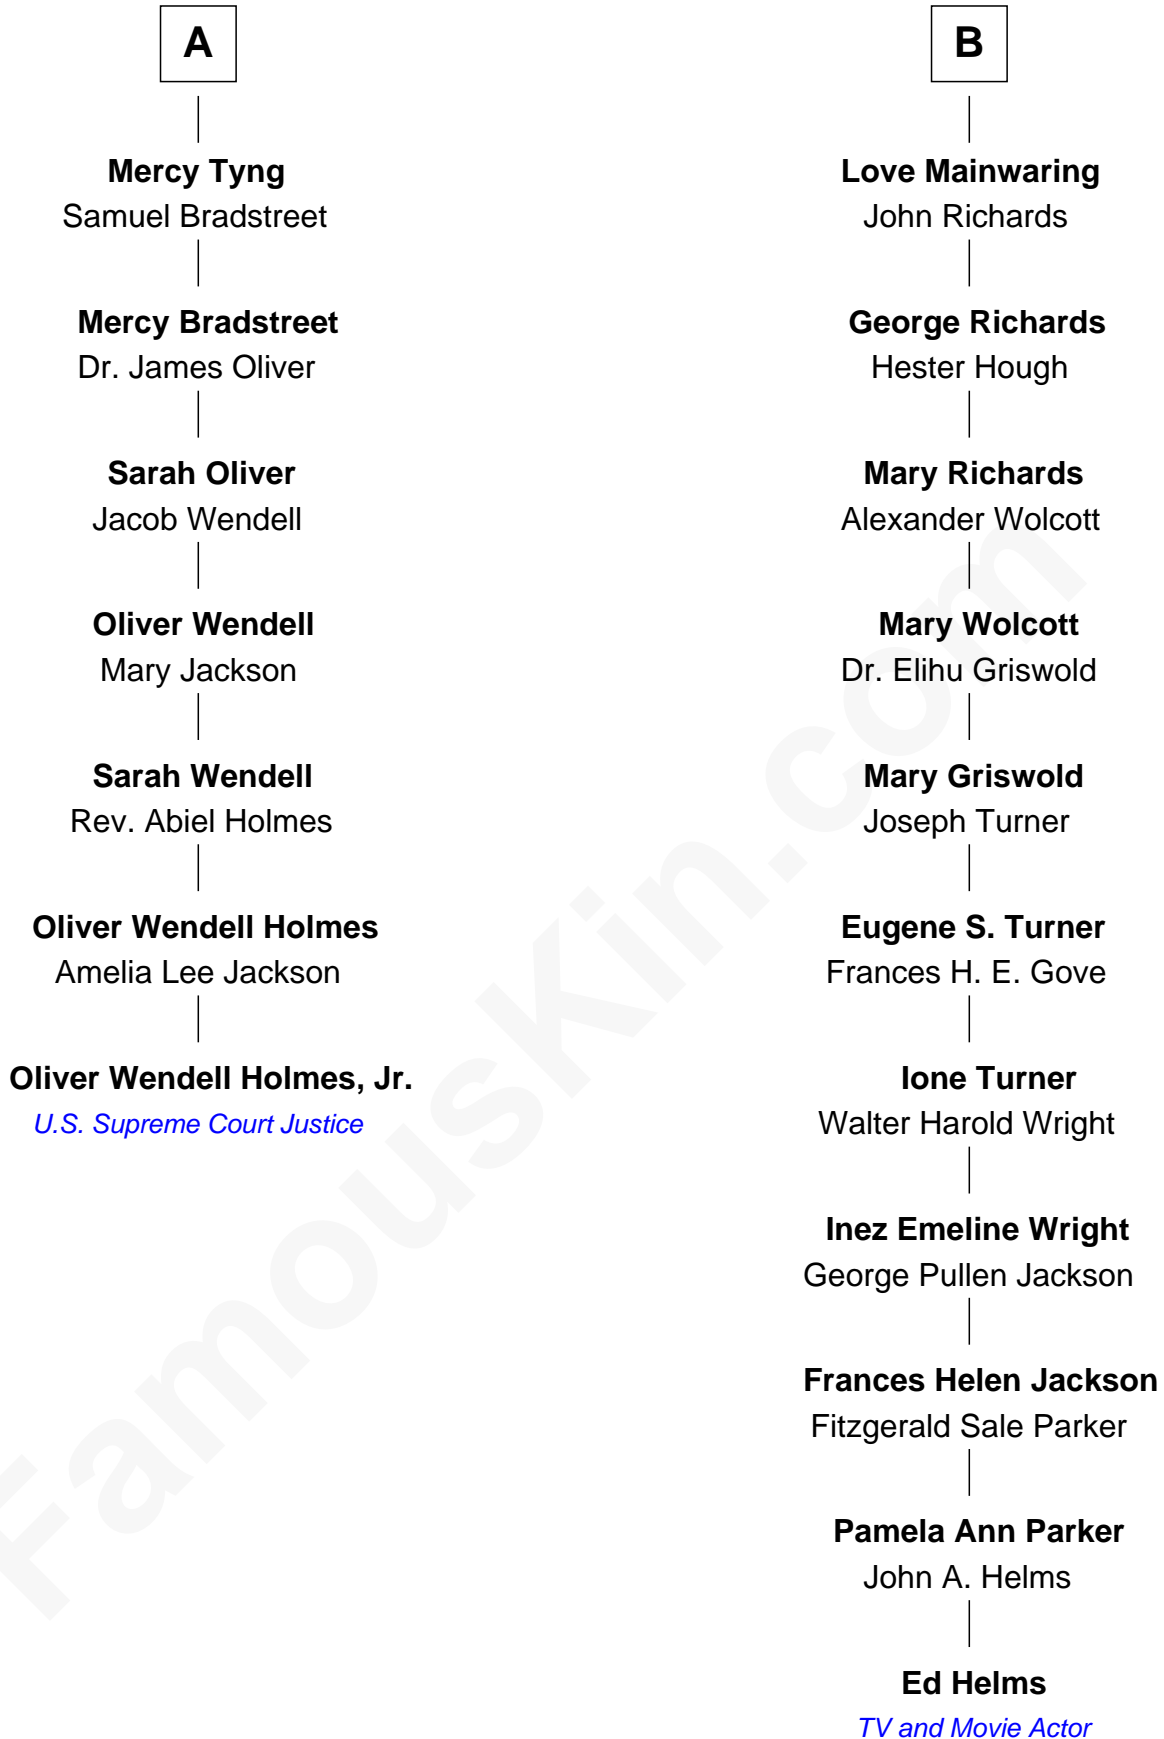 A
Mercy Tyng
Samuel Bradstreet
Mercy Bradstreet
Dr. James Oliver
Sarah Oliver
Jacob Wendell
Oliver Wendell
Mary Jackson
Sarah Wendell
Rev. Abiel Holmes
Oliver Wendell Holmes
Amelia Lee Jackson
Oliver Wendell Holmes, Jr.
U.S. Supreme Court Justice
B
Love Mainwaring
John Richards
George Richards
Hester Hough
Mary Richards
Alexander Wolcott
Mary Wolcott
Dr. Elihu Griswold
Mary Griswold
Joseph Turner
Eugene S. Turner
Frances H. E. Gove
Ione Turner
Walter Harold Wright
Inez Emeline Wright
George Pullen Jackson
Frances Helen Jackson
Fitzgerald Sale Parker
Pamela Ann Parker
John A. Helms
Ed Helms
TV and Movie Actor
FamousKin.com